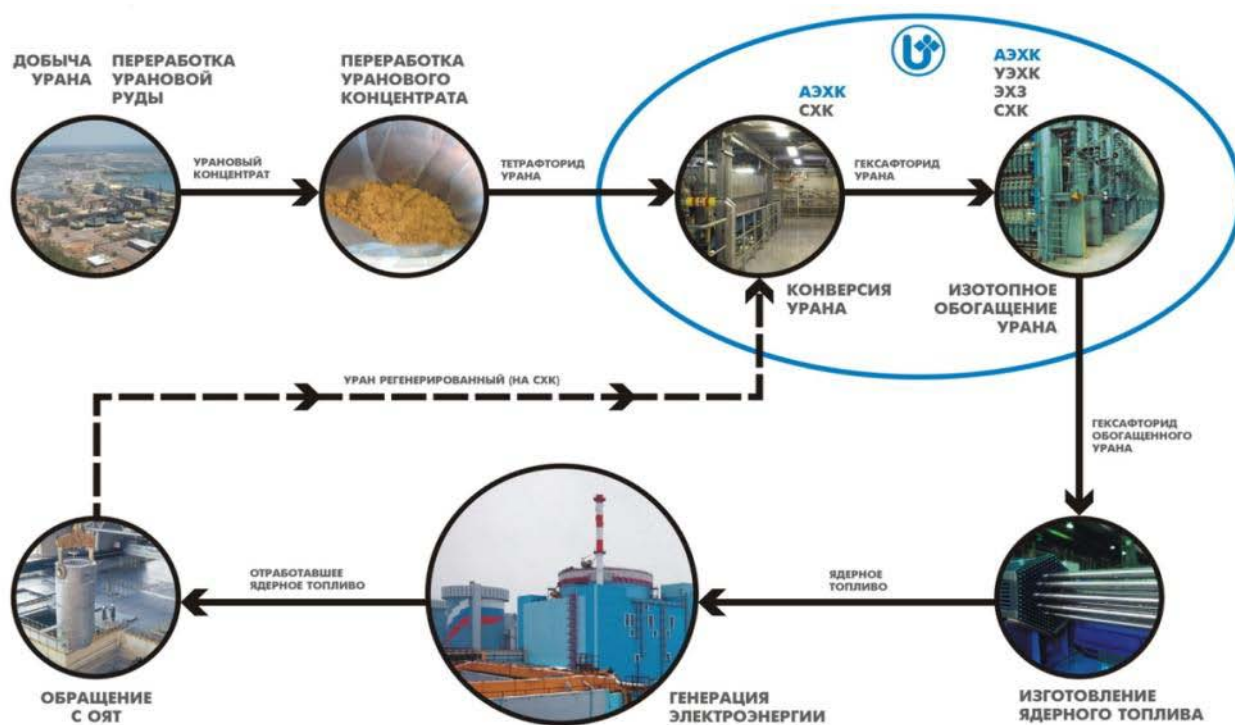 ДОБЫЧА
УРАНА
ПЕРЕРАБОТКА
УРАНОВОЙ
РУДЫ
ПЕРЕРАБОТКА
УРАНОВОГО
КОНЦЕНТРАТА
АЭХК
СХК
АЭХК
УЭХК
ЭХЗ
СХК
УРАНОВЫЙ
КОНЦЕНТРАТ
ТЕТРАФТОРИД
УРАНА
ГЕКСАФТОРИД
УРАНА
КОНВЕРСИЯ
УРАНА
ИЗОТОПНОЕ
ОБОГАЩЕНИЕ
УРАНА
УРАН РЕГЕНЕРИРОВАННЫЙ (НА СХК)
ГЕКСАФТОРИД
ОБОГАЩЕННОГО
УРАНА
ОТРАБОТАВШЕЕ
ЯДЕРНОЕ ТОПЛИВО
ЯДЕРНОЕ
ТОПЛИВО
ОБРАЩЕНИЕ
С ОЯТ
ГЕНЕРАЦИЯ
ЭЛЕКТРОЭНЕРГИИ
ИЗГОТОВЛЕНИЕ
ЯДЕРНОГО ТОПЛИВА